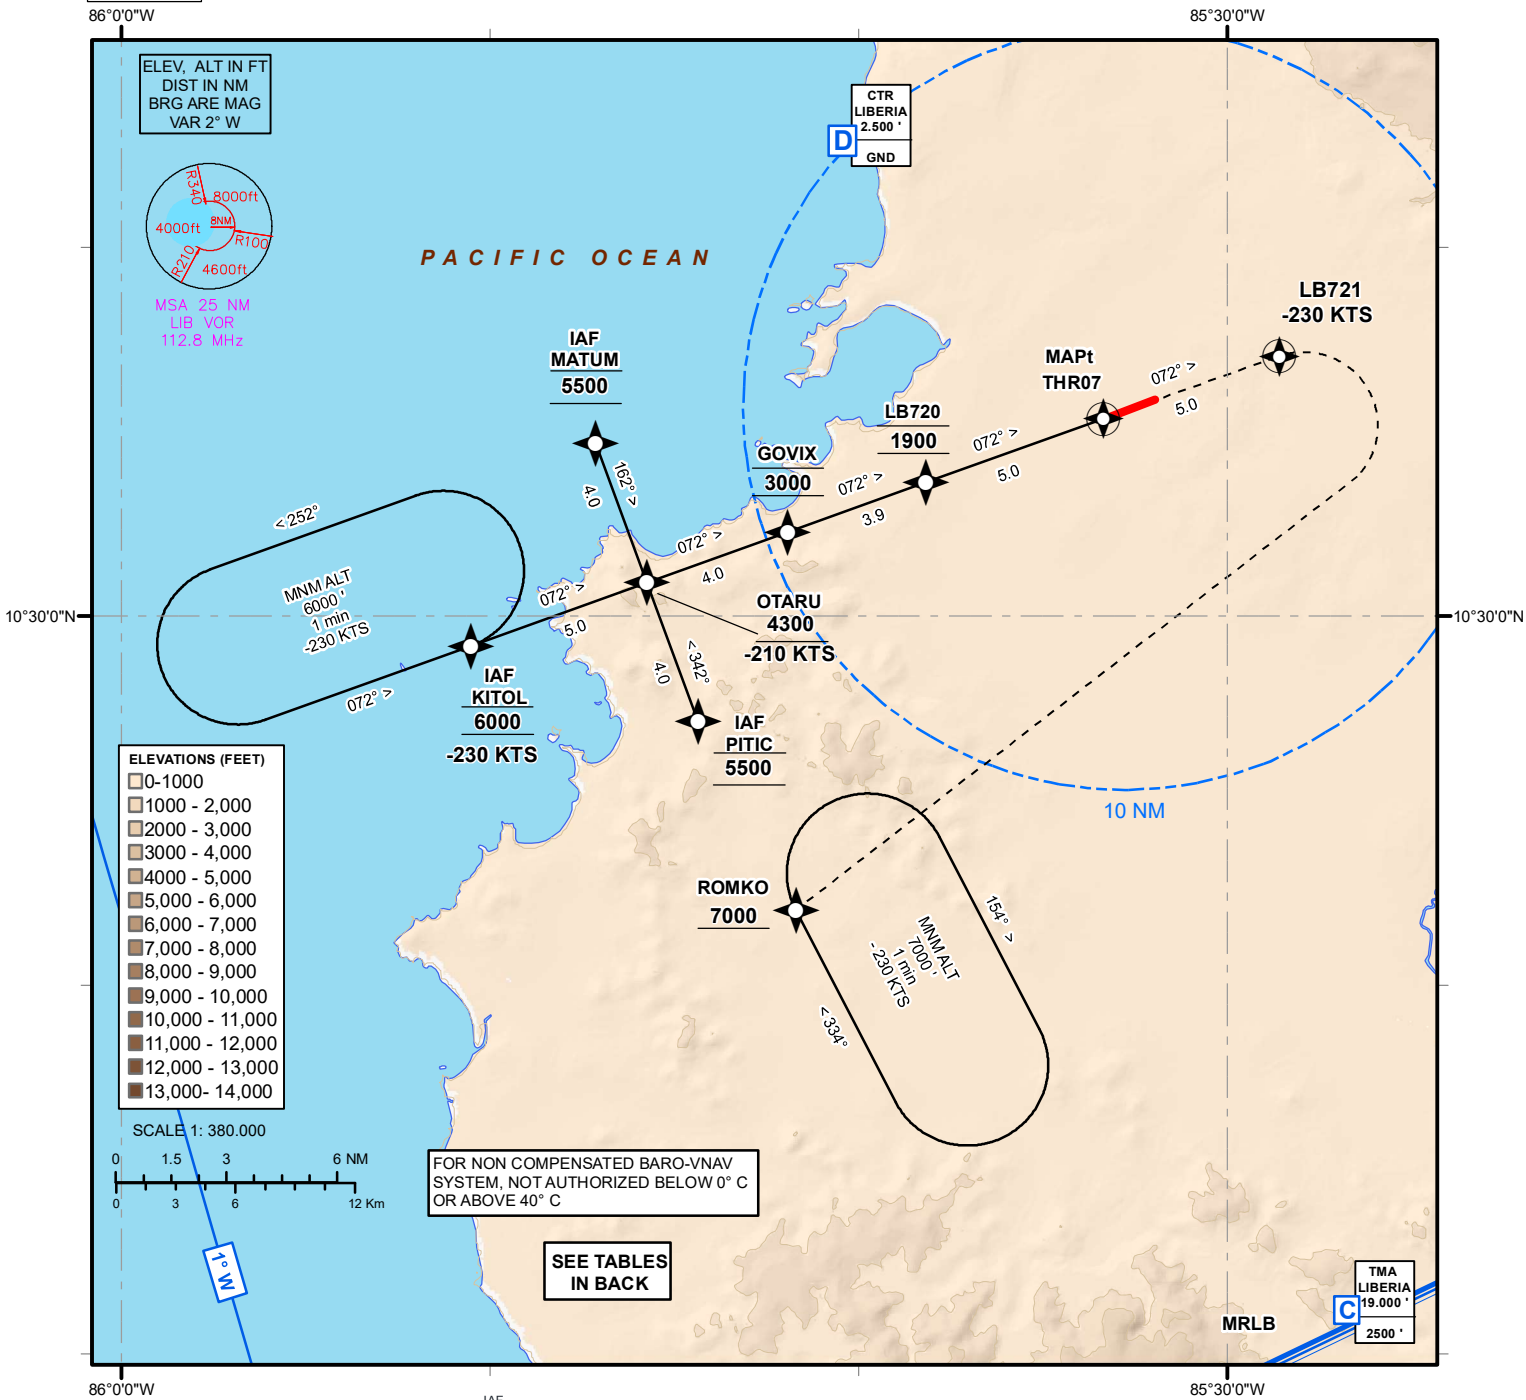 86°0'0"W
85°30'0"W
ELEV, ALT IN FT
DIST IN NM
BRG ARE MAG
VAR 2° W
CTR
LIBERIA
2.500 '
GND
D
R340
8000ft
4000ft
8NM
R100
R210
4600ft
MSA 25 NM
LIB VOR
112.8 MHz
PACIFIC OCEAN
LB721
-230 KTS
IAF
MATUM
5500
MAPt
THR07
072° >
5.0
LB720
1900
072° >
5.0
GOVIX
3000
072° >
3.9
162° >
4.0
< 252°
MNM ALT
6000 '
1 min
-230 KTS
072° >
072° >
4.0
072° >
5.0
10°30'0"N
10°30'0"N
OTARU
4300
-210 KTS
< 342°
4.0
IAF
KITOL
6000
-230 KTS
IAF
PITIC
5500
10 NM
ELEVATIONS (FEET)
0-1000
1000 - 2,000
2000 - 3,000
3000 - 4,000
4000 - 5,000
5,000 - 6,000
6,000 - 7,000
7,000 - 8,000
8,000 - 9,000
9,000 - 10,000
10,000 - 11,000
11,000 - 12,000
12,000 - 13,000
13,000- 14,000
ROMKO
7000
154° >
MNM ALT
7000 '
1 min
- 230 KTS
< 334°
SCALE 1: 380.000
0 1.5 3 6 NM
0 3 6 12 Km
FOR NON COMPENSATED BARO-VNAV
SYSTEM, NOT AUTHORIZED BELOW 0° C
OR ABOVE 40° C
1° W
SEE TABLES
IN BACK
MRLB
TMA
LIBERIA
19.000 '
2500 '
C
86°0'0"W
85°30'0"W
IAF